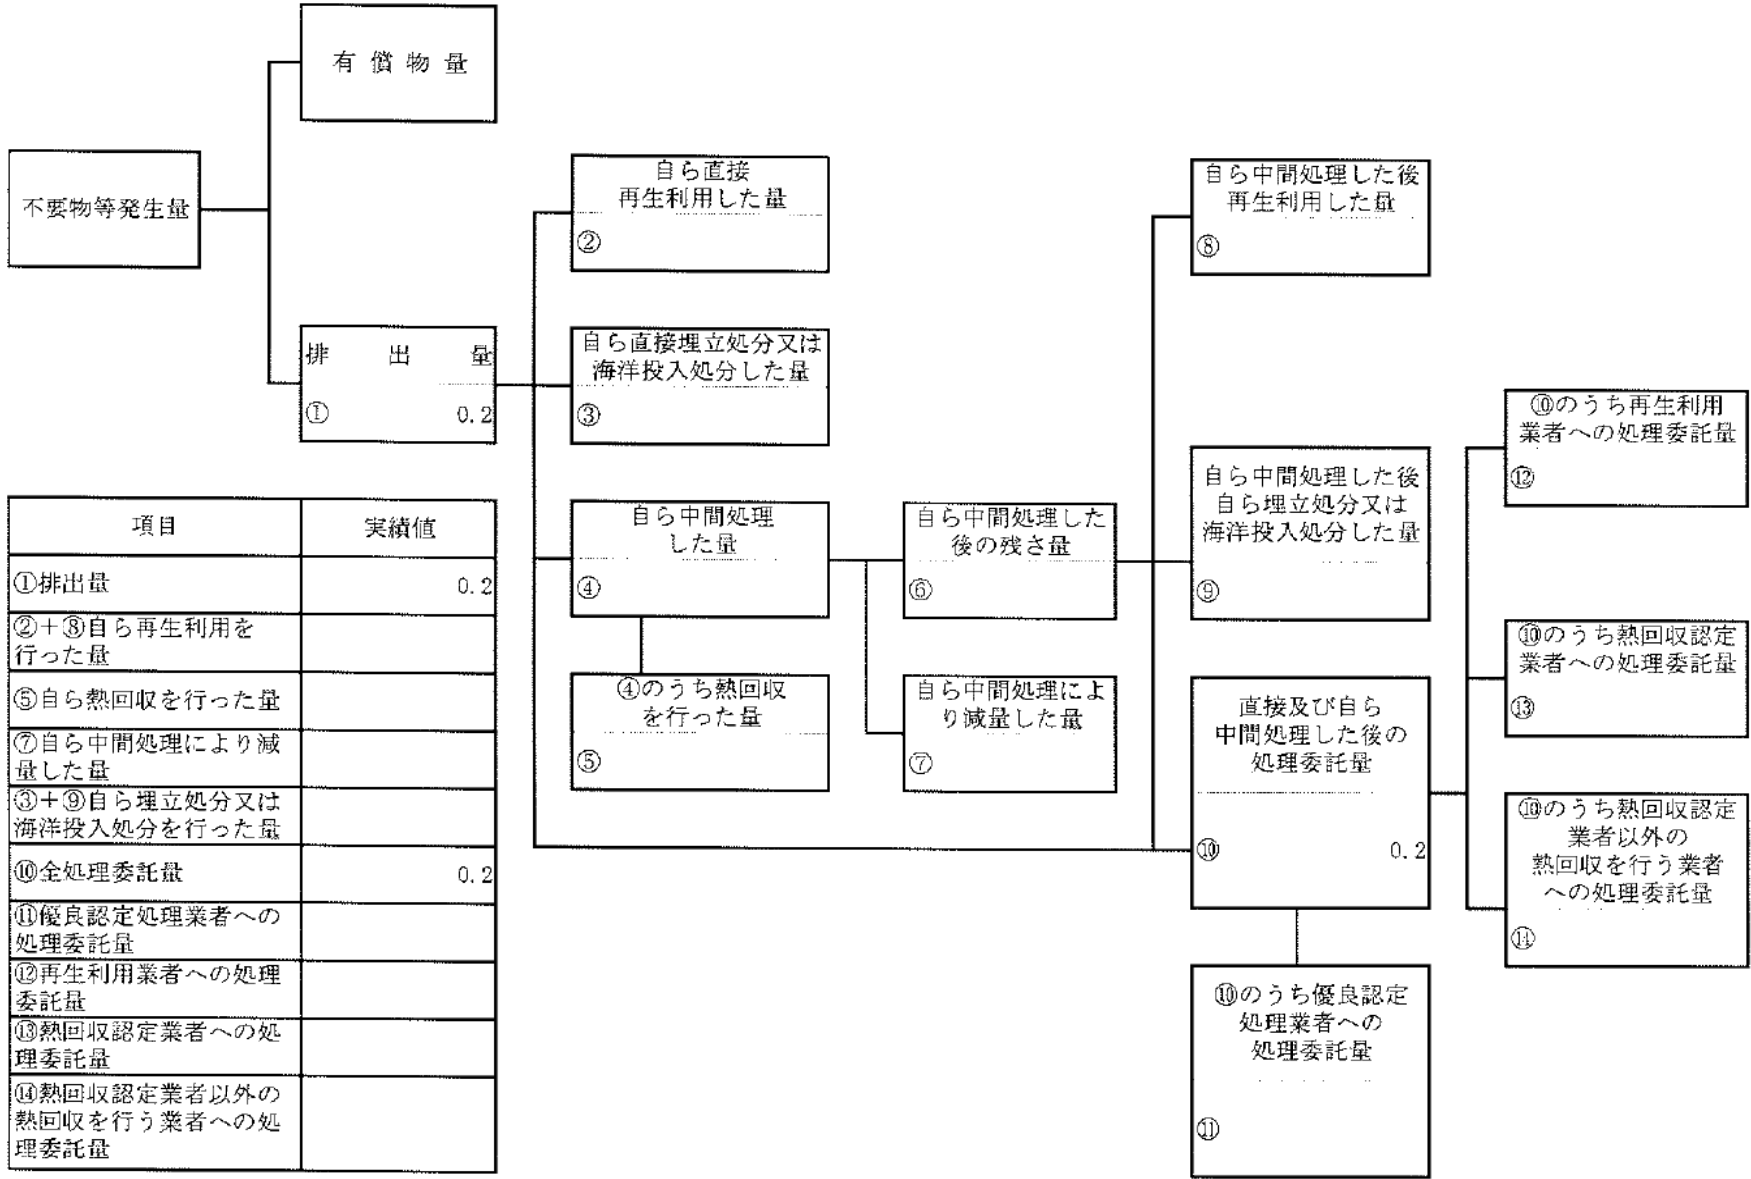 有償物量
不要物等発生量
排出量
① 0.2
自ら直接
再生利用した量
②
自ら直接埋立処分又は
海洋投入処分した量
③
自ら中間処理
した量
④
④のうち熱回収
を行った量
⑤
自ら中間処理した
後の残さ量
⑥
自ら中間処理によ
り減量した量
⑦
自ら中間処理した後
再生利用した量
⑧
自ら中間処理した後
自ら埋立処分又は
海洋投入処分した量
⑨
直接及び自ら
中間処理した後の
処理委託量
⑩ 0.2
⑩のうち優良認定
処理業者への
処理委託量
⑪
⑩のうち再生利用
業者への処理委託量
⑫
⑩のうち熱回収認定
業者への処理委託量
⑬
⑩のうち熱回収認定
業者以外の
熱回収を行う業者
への処理委託量
⑭
項目 実績値
①排出量 0.2
②+⑧自ら再生利用を
行った量
⑤自ら熱回収を行った量
⑦自ら中間処理により減
量した量
③+⑨自ら埋立処分又は
海洋投入処分を行った量
⑩全処理委託量 0.2
⑪優良認定処理業者への
処理委託量
⑫再生利用業者への処理
委託量
⑬熱回収認定業者への処
理委託量
⑭熱回収認定業者以外の
熱回収を行う業者への処
理委託量